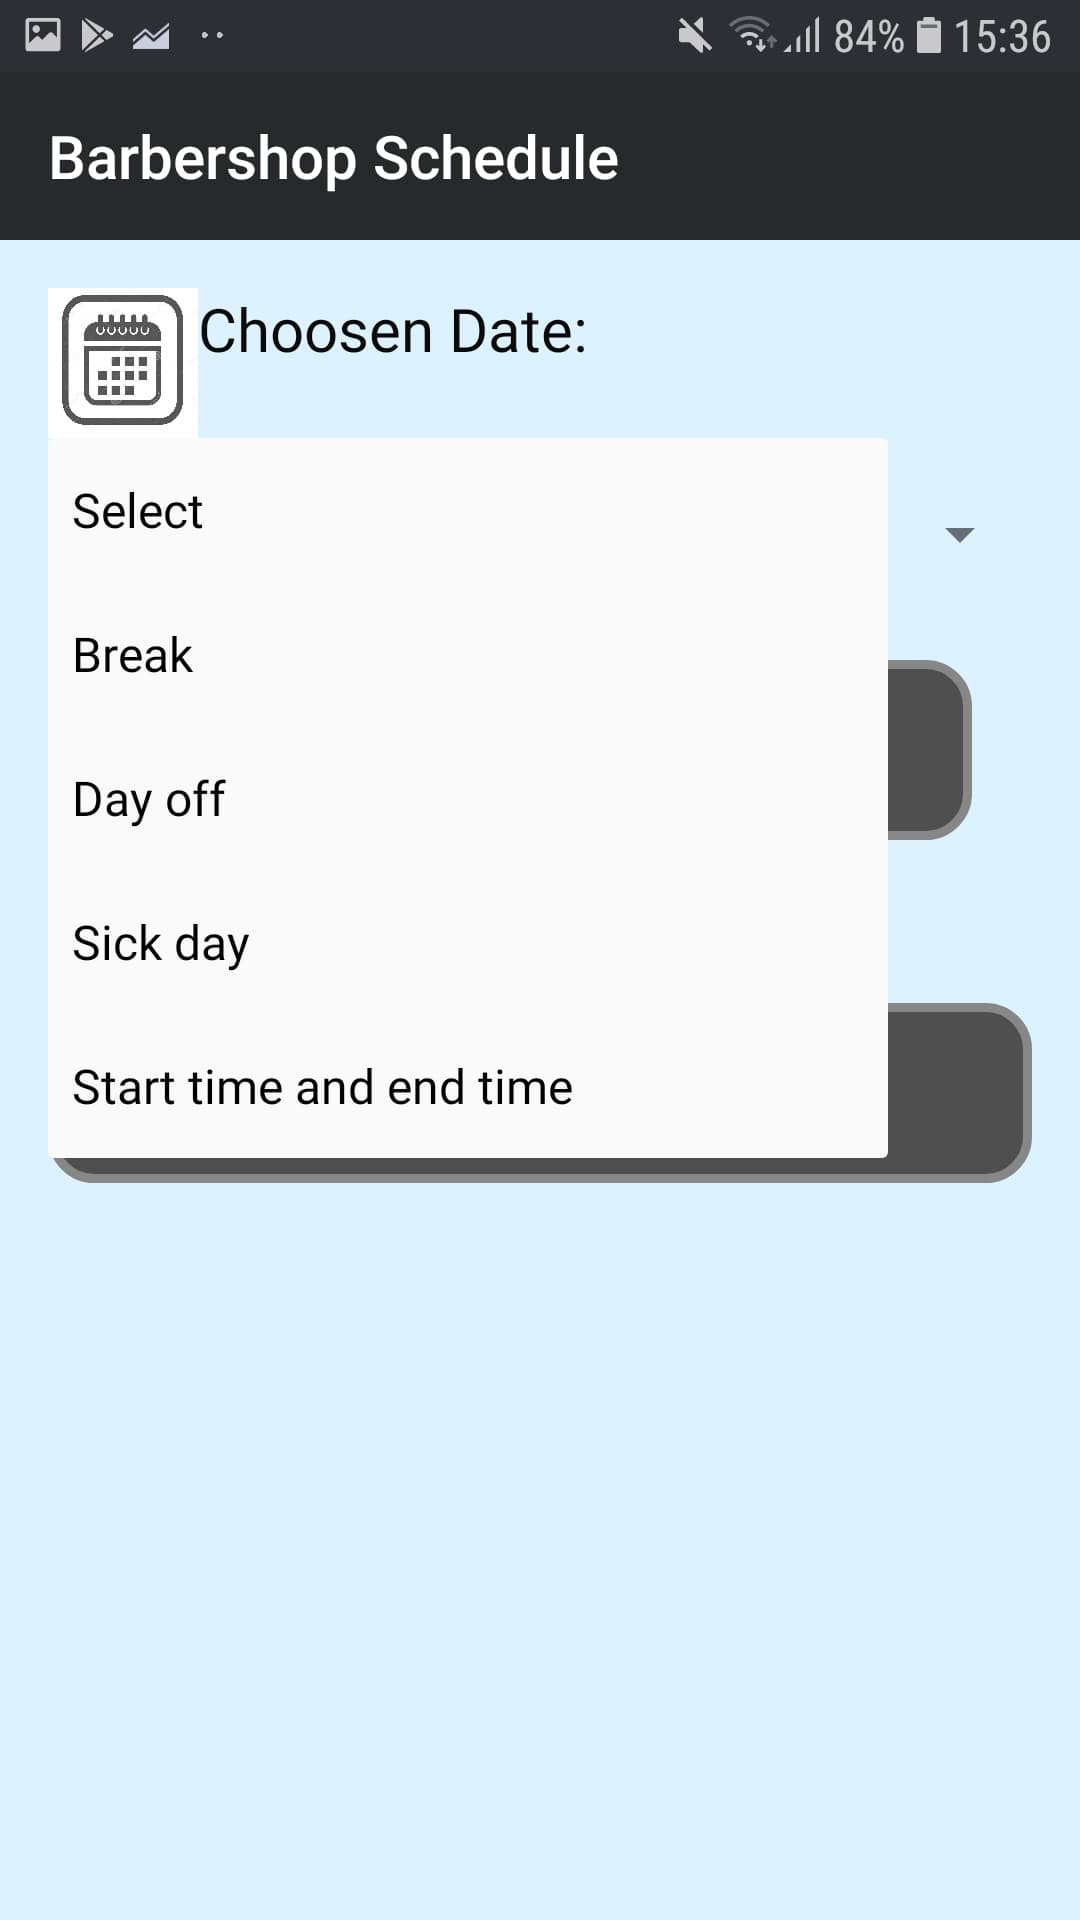 84% 15:36
Barbershop Schedule
Choosen Date:
Select
Break
Day off
Sick day
Start time and end time